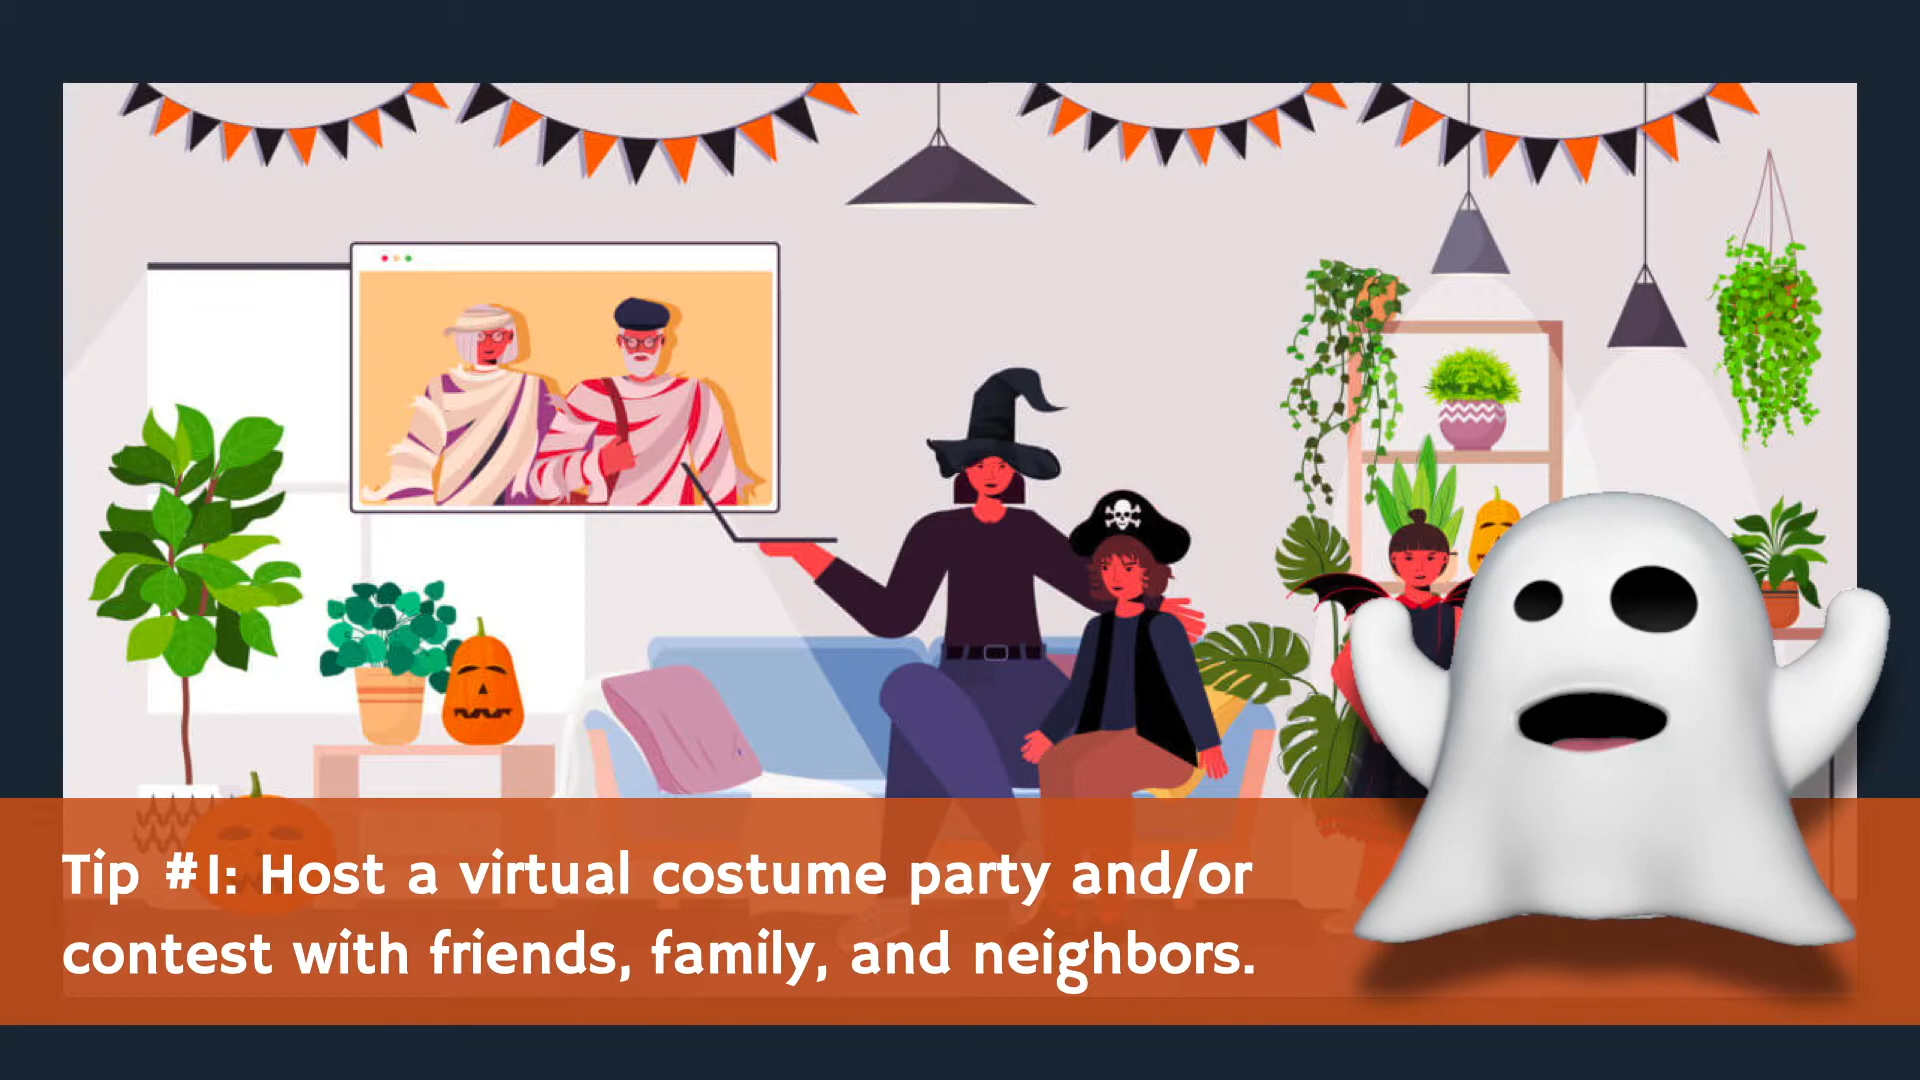 Tip #1: Host a virtual costume party and/or
contest with friends, family, and neighbors.